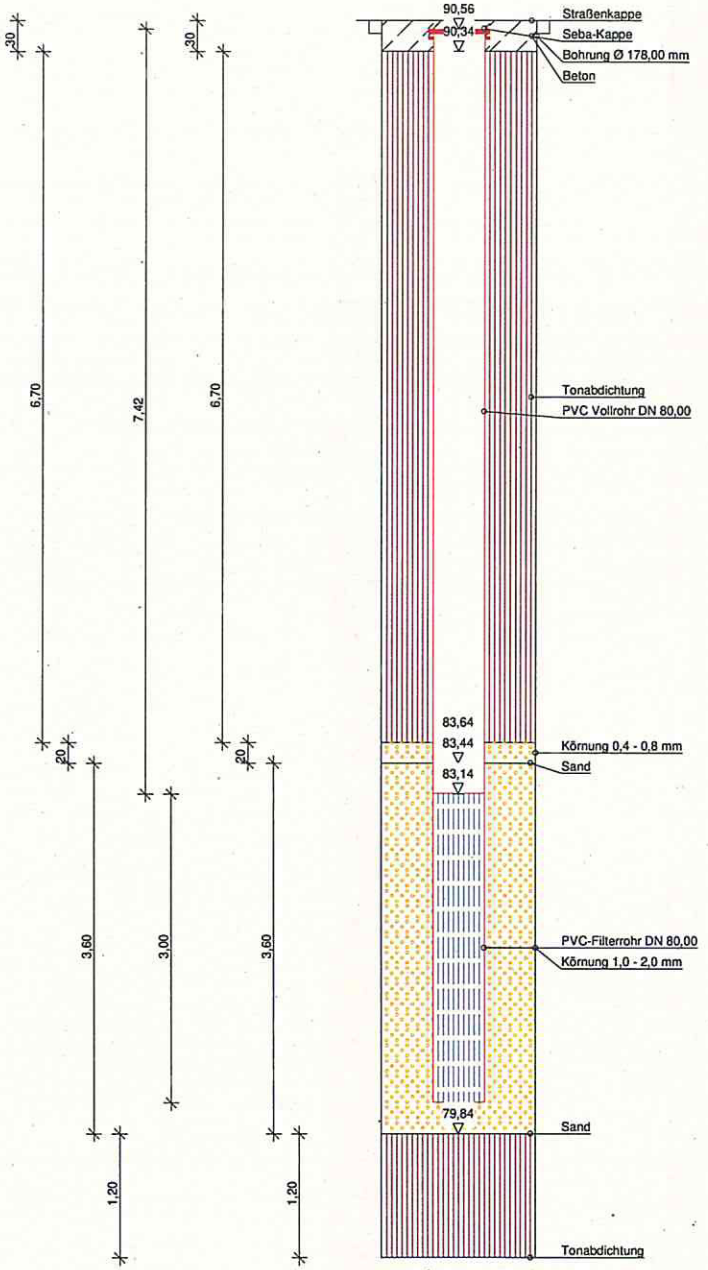 90,56
Straßenkappe
,30
,30
90,34
Seba-Kappe
Bohrung Ø 178,00 mm
Beton
6,70
7,42
6,70
Tonabdichtung
PVC Vollrohr DN 80,00
83,64
,20
,20
83,44
Körnung 0,4 - 0,8 mm
Sand
83,14
3,60
3,00
3,60
PVC-Filterrohr DN 80,00
Körnung 1,0 - 2,0 mm
79,84
Sand
1,20
1,20
Tonabdichtung